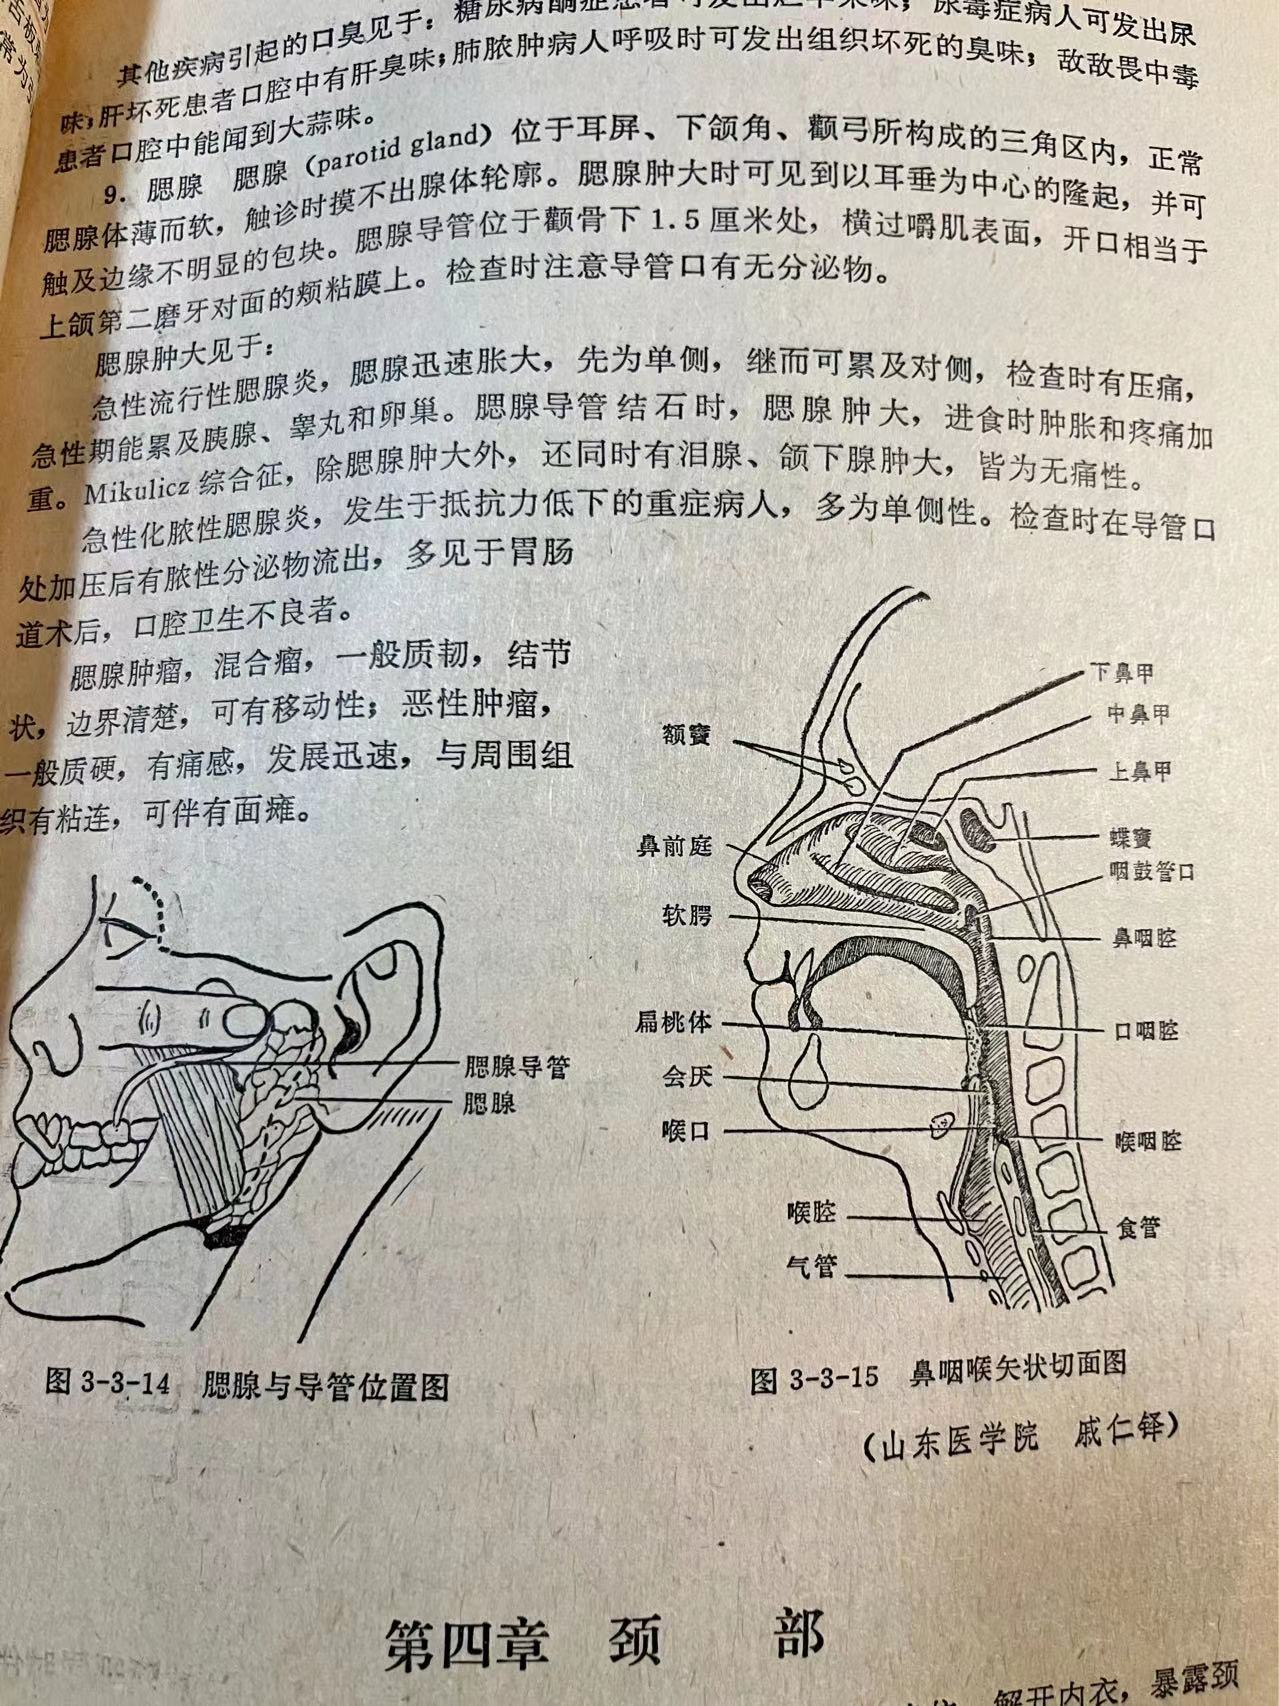 其他疾病引起的口臭见于：糖尿病酮症患者可发出烂苹果味；尿毒症病人可发出尿
味；肝坏死患者口腔中有肝臭味；肺脓肿病人呼吸时可发出组织坏死的臭味；敌敌畏中毒
患者口腔中能闻到大蒜味。
9．腮腺 腮腺（parotid gland）位于耳屏、下颌角、颧弓所构成的三角区内，正常
腮腺体薄而软，触诊时摸不出腺体轮廓。腮腺肿大时可见到以耳垂为中心的隆起，并可
触及边缘不明显的包块。腮腺导管位于颧骨下1.5厘米处，横过嚼肌表面，开口相当于
上颌第二磨牙对面的颊粘膜上。检查时注意导管口有无分泌物。
腮腺肿大见于：
急性流行性腮腺炎，腮腺迅速胀大，先为单侧，继而可累及对侧，检查时有压痛，
急性期能累及胰腺、睾丸和卵巢。腮腺导管结石时，腮腺肿大，进食时肿胀和疼痛加
重。Mikulicz综合征，除腮腺肿大外，还同时有泪腺、颌下腺肿大，皆为无痛性。
急性化脓性腮腺炎，发生于抵抗力低下的重症病人，多为单侧性。检查时在导管口
处加压后有脓性分泌物流出，多见于胃肠
道术后，口腔卫生不良者。
腮腺肿瘤，混合瘤，一般质韧，结节
状，边界清楚，可有移动性；恶性肿瘤，
一般质硬，有痛感，发展迅速，与周围组
织有粘连，可伴有面瘫。
腮腺导管
腮腺
图 3-3-14 腮腺与导管位置图
额窦
鼻前庭
软腭
扁桃体
会厌
喉口
喉腔
气管
下鼻甲
中鼻甲
上鼻甲
蝶窦
咽鼓管口
鼻咽腔
口咽腔
喉咽腔
食管
图 3-3-15 鼻咽喉矢状切面图
（山东医学院 戚仁铎）
第四章 颈 部
解开内衣，暴露颈